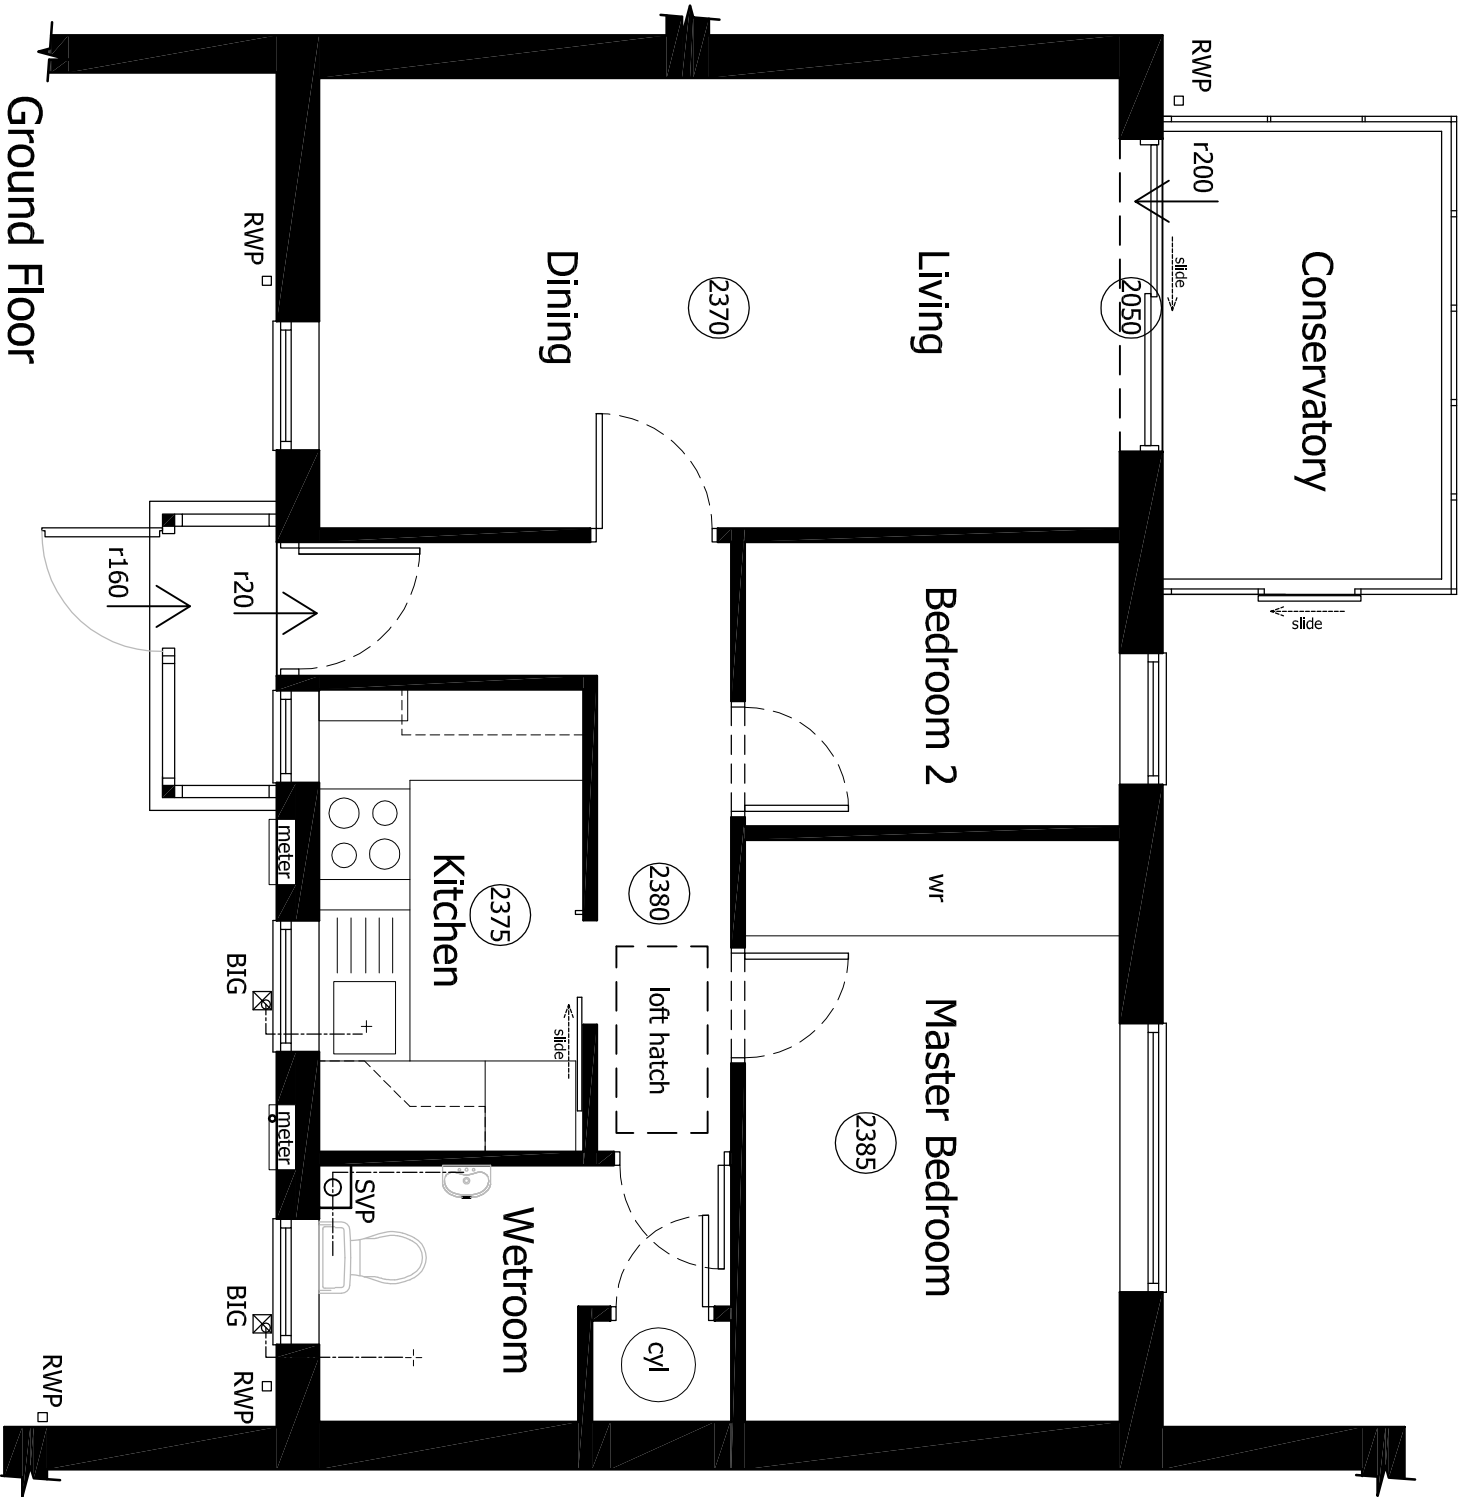 RWP
r200
slide
Conservatory
2050
slide
Living
2370
Dining
RWP
Ground Floor
Bedroom 2
r160
r20
wr
2380
Kitchen
2375
meter
BIG
loft hatch
slide
Master Bedroom
2385
meter
SVP
Wetroom
BIG
cyl
RWP
RWP